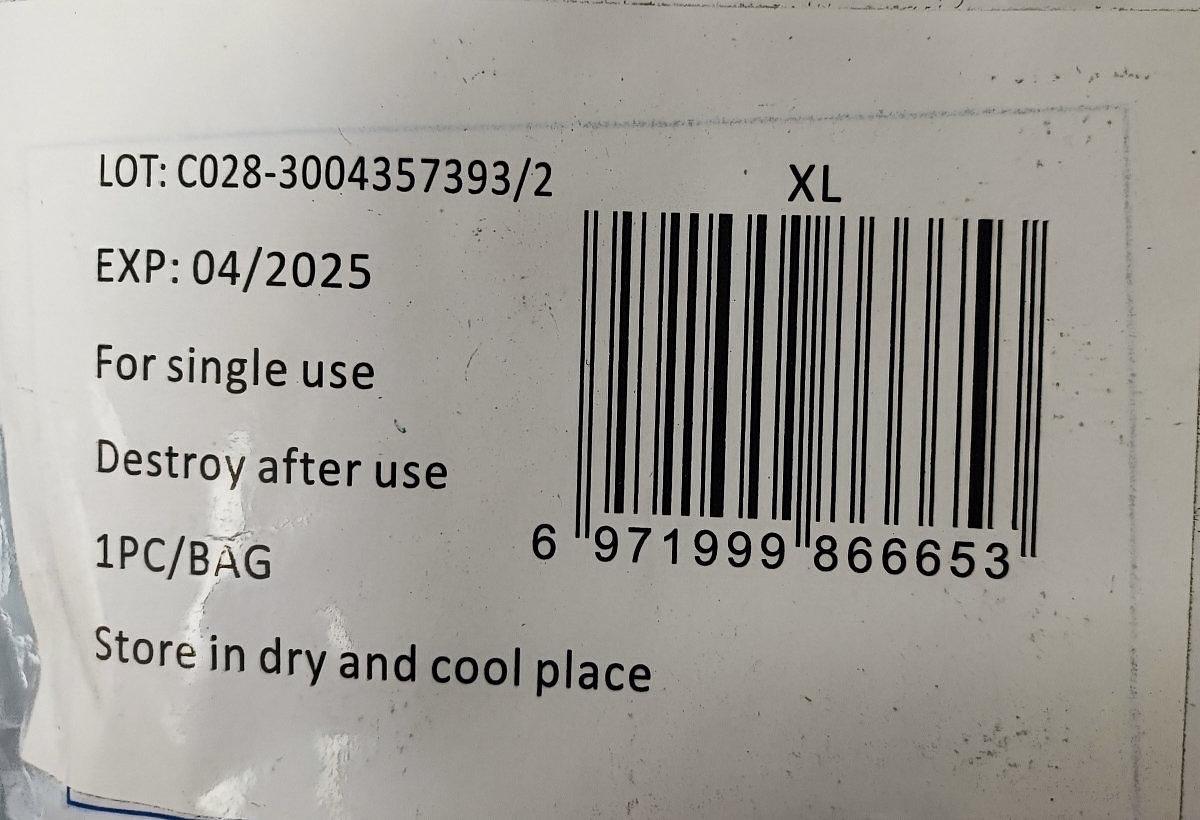 LOT: C028-3004357393/2
XL
EXP: 04/2025
For single use
Destroy after use
1PC/BAG
6 971999 866653
Store in dry and cool place